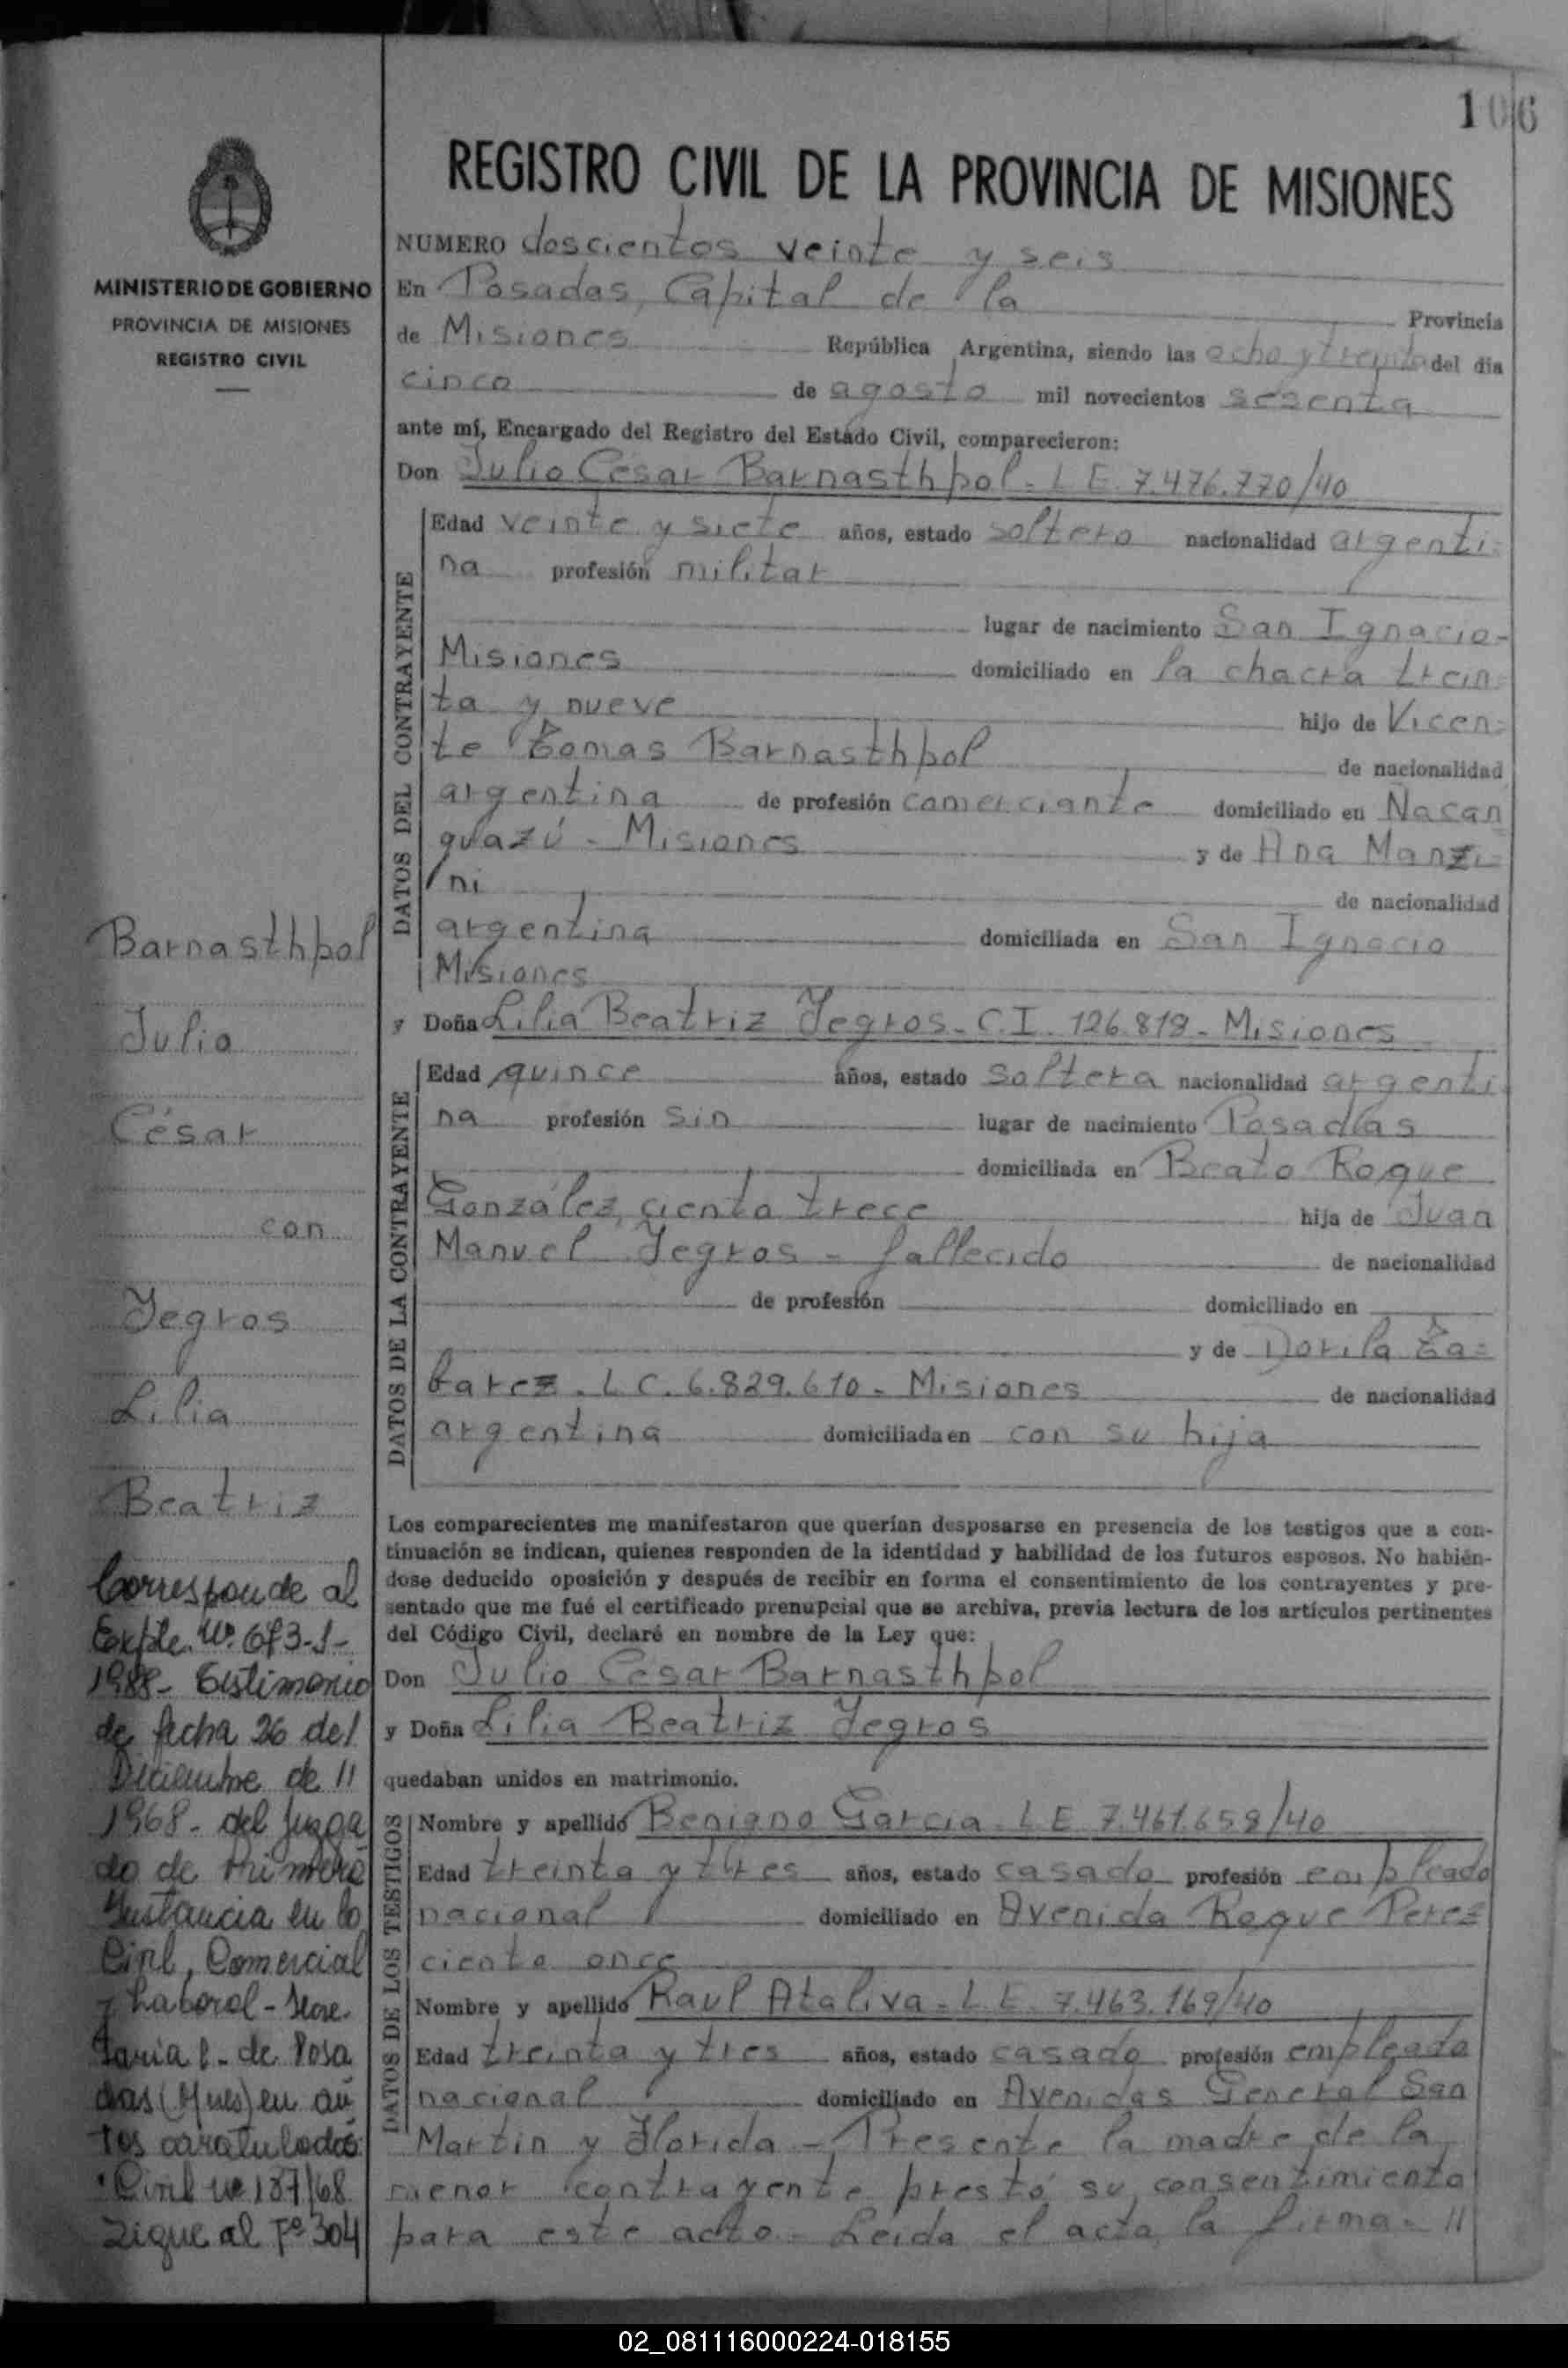 106
REGISTRO CIVIL DE LA PROVINCIA DE MISIONES
MINISTERIO DE GOBIERNO
PROVINCIA DE MISIONES
REGISTRO CIVIL
NUMERO doscientos veinte y seis
En Posadas, Capital de la Provincia
de Misiones República Argentina, siendo las ocho y treinta del dia
cinco de agosto mil novecientos sesenta
ante mí, Encargado del Registro del Estado Civil, comparecieron:
Don Julio César Barnasthpol - L E. 7.476.770/40
DATOS DEL CONTRAYENTE
Edad veinte y siete años, estado soltero nacionalidad argenti-
na profesión militar
lugar de nacimiento San Ignacio-
Misiones domiciliado en la chacra trein-
ta y nueve hijo de Vicen-
te Tomas Barnasthpol de nacionalidad
argentina de profesión comerciante domiciliado en Ñacan
guazú - Misiones y de Ana Manzi-
ni de nacionalidad
argentina domiciliada en San Ignacio
Misiones
y Doña Lilia Beatriz Yegros - C.I. 126.819 - Misiones
DATOS DE LA CONTRAYENTE
Edad quince años, estado soltera nacionalidad argenti
na profesión sin lugar de nacimiento Posadas
domiciliada en Beato Roque
González, ciento trece hija de Juan
Manuel Yegros - fallecido de nacionalidad
de profesión domiciliado en
y de Dorila
L.C. 6.829.610 - Misiones de nacionalidad
argentina domiciliada en con su hija
Los comparecientes me manifestaron que querían desposarse en presencia de los testigos que a con-
tinuación se indican, quienes responden de la identidad y habilidad de los futuros esposos. No habién-
dose deducido oposición y después de recibir en forma el consentimiento de los contrayentes y pre-
sentado que me fué el certificado prenupcial que se archiva, previa lectura de los artículos pertinentes
del Código Civil, declaré en nombre de la Ley que:
Don Julio César Barnasthpol
y Doña Lilia Beatriz Yegros
quedaban unidos en matrimonio.
DATOS DE LOS TESTIGOS
Nombre y apellido Benigno Garcia - L E 7.461.658/40
Edad treinta y tres años, estado casado profesión empleado
nacional domiciliado en Avenida Roque Perez
ciento once
Nombre y apellido Raul Ataliva - L E. 7.463.169/40
Edad treinta y tres años, estado casado profesión empleado
nacional domiciliado en Avenidas General San
Martin y Florida - Presente la madre de la
menor contrayente prestó su consentimiento
para este acto - Leida el acta la firma - //
Barnasthpol
Julio
César
con
Yegros
Lilia
Beatriz
Corresponde al
Expte. Nº 673-J-
1988 - Testimonio
de fecha 26 de/
Diciembre de //
1968 - del Juzga
do de Primera
Instancia en lo
Civil, Comercial
y Laboral - Secre-
taria 1 - de Posa
das (Mnes) en au
tos caratulados:
"Civil Nº 187/68
Sigue al Fº 304
02_081116000224-018155